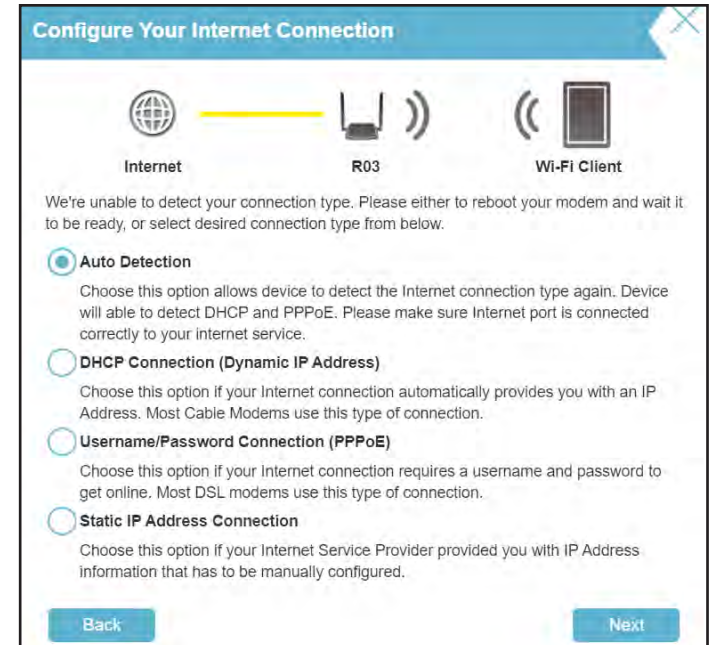 Configure Your Internet Connection
Internet
R03
Wi-Fi Client
We're unable to detect your connection type. Please either to reboot your modem and wait it
to be ready, or select desired connection type from below.
Auto Detection
Choose this option allows device to detect the Internet connection type again. Device
will able to detect DHCP and PPPoE. Please make sure Internet port is connected
correctly to your internet service.
DHCP Connection (Dynamic IP Address)
Choose this option if your Internet connection automatically provides you with an IP
Address. Most Cable Modems use this type of connection.
Username/Password Connection (PPPoE)
Choose this option if your Internet connection requires a username and password to
get online. Most DSL modems use this type of connection.
Static IP Address Connection
Choose this option if your Internet Service Provider provided you with IP Address
information that has to be manually configured.
Back
Next